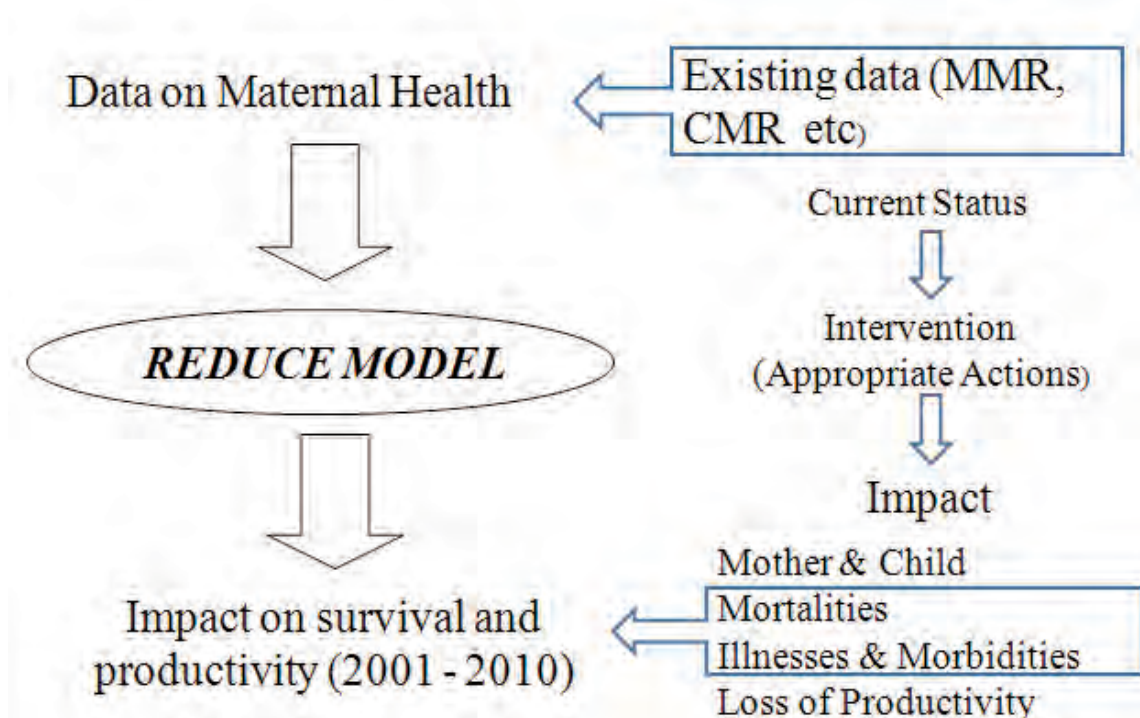 Data on Maternal Health
Existing data (MMR,
CMR etc)
Current Status
Intervention
(Appropriate Actions)
REDUCE MODEL
Impact
Mother & Child
Mortalities
Illnesses & Morbidities
Loss of Productivity
Impact on survival and
productivity (2001 - 2010)